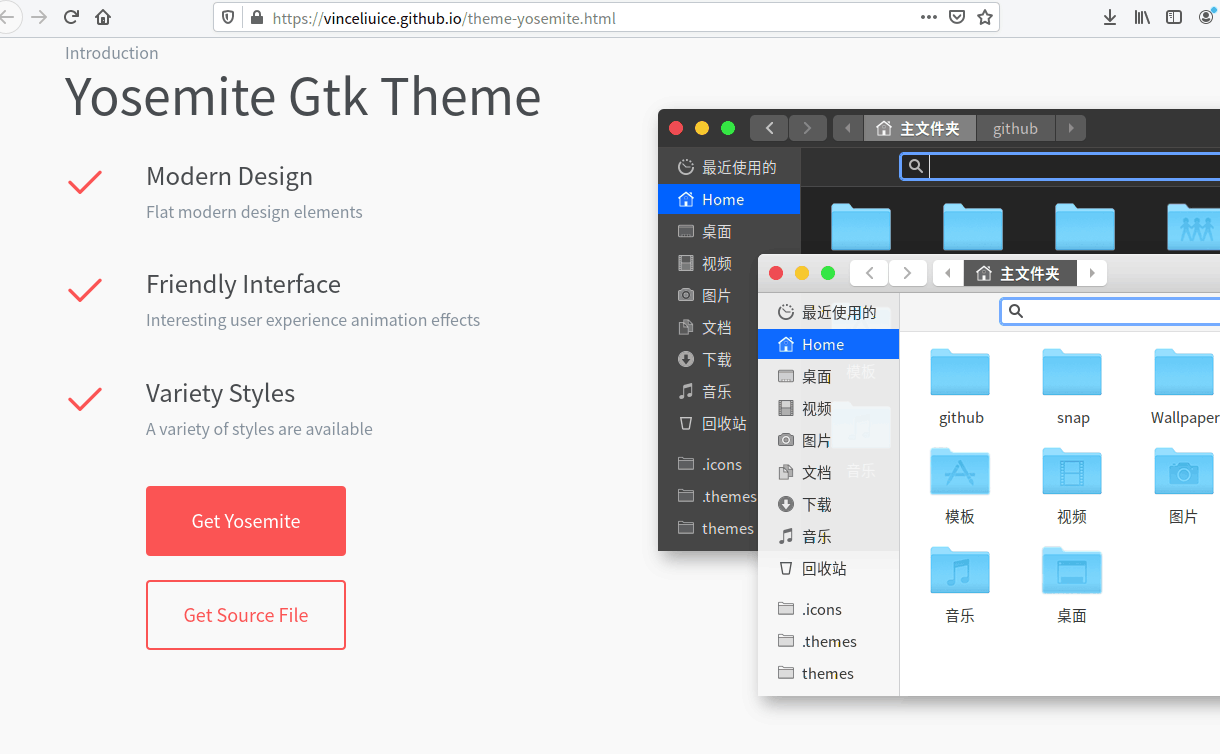 https://vinceliuice.github.io/theme-yosemite.html
Introduction
Yosemite Gtk Theme
Modern Design
Flat modern design elements
Friendly Interface
Interesting user experience animation effects
Variety Styles
A variety of styles are available
Get Yosemite
Get Source File
主文件夹
github
最近使用的
Home
桌面
视频
图片
文档
下载
音乐
回收站
.icons
.themes
themes
主文件夹
最近使用的
Home
桌面
视频
图片
文档
下载
音乐
回收站
.icons
.themes
themes
模板
音乐
github
snap
Wallpaper
模板
视频
图片
音乐
桌面